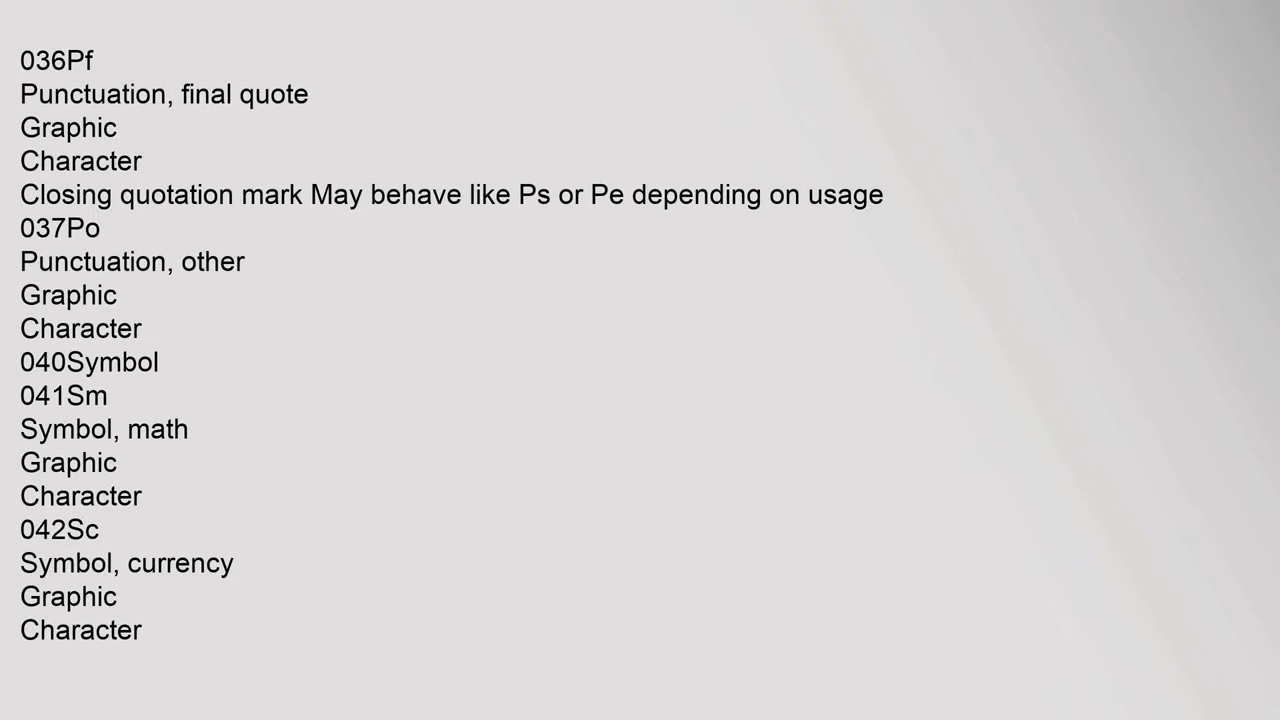 036Pf
Punctuation, final quote
Graphic
Character
Closing quotation mark May behave like Ps or Pe depending on usage
037Po
Punctuation, other
Graphic
Character
040Symbol
041Sm
Symbol, math
Graphic
Character
042Sc
Symbol, currency
Graphic
Character